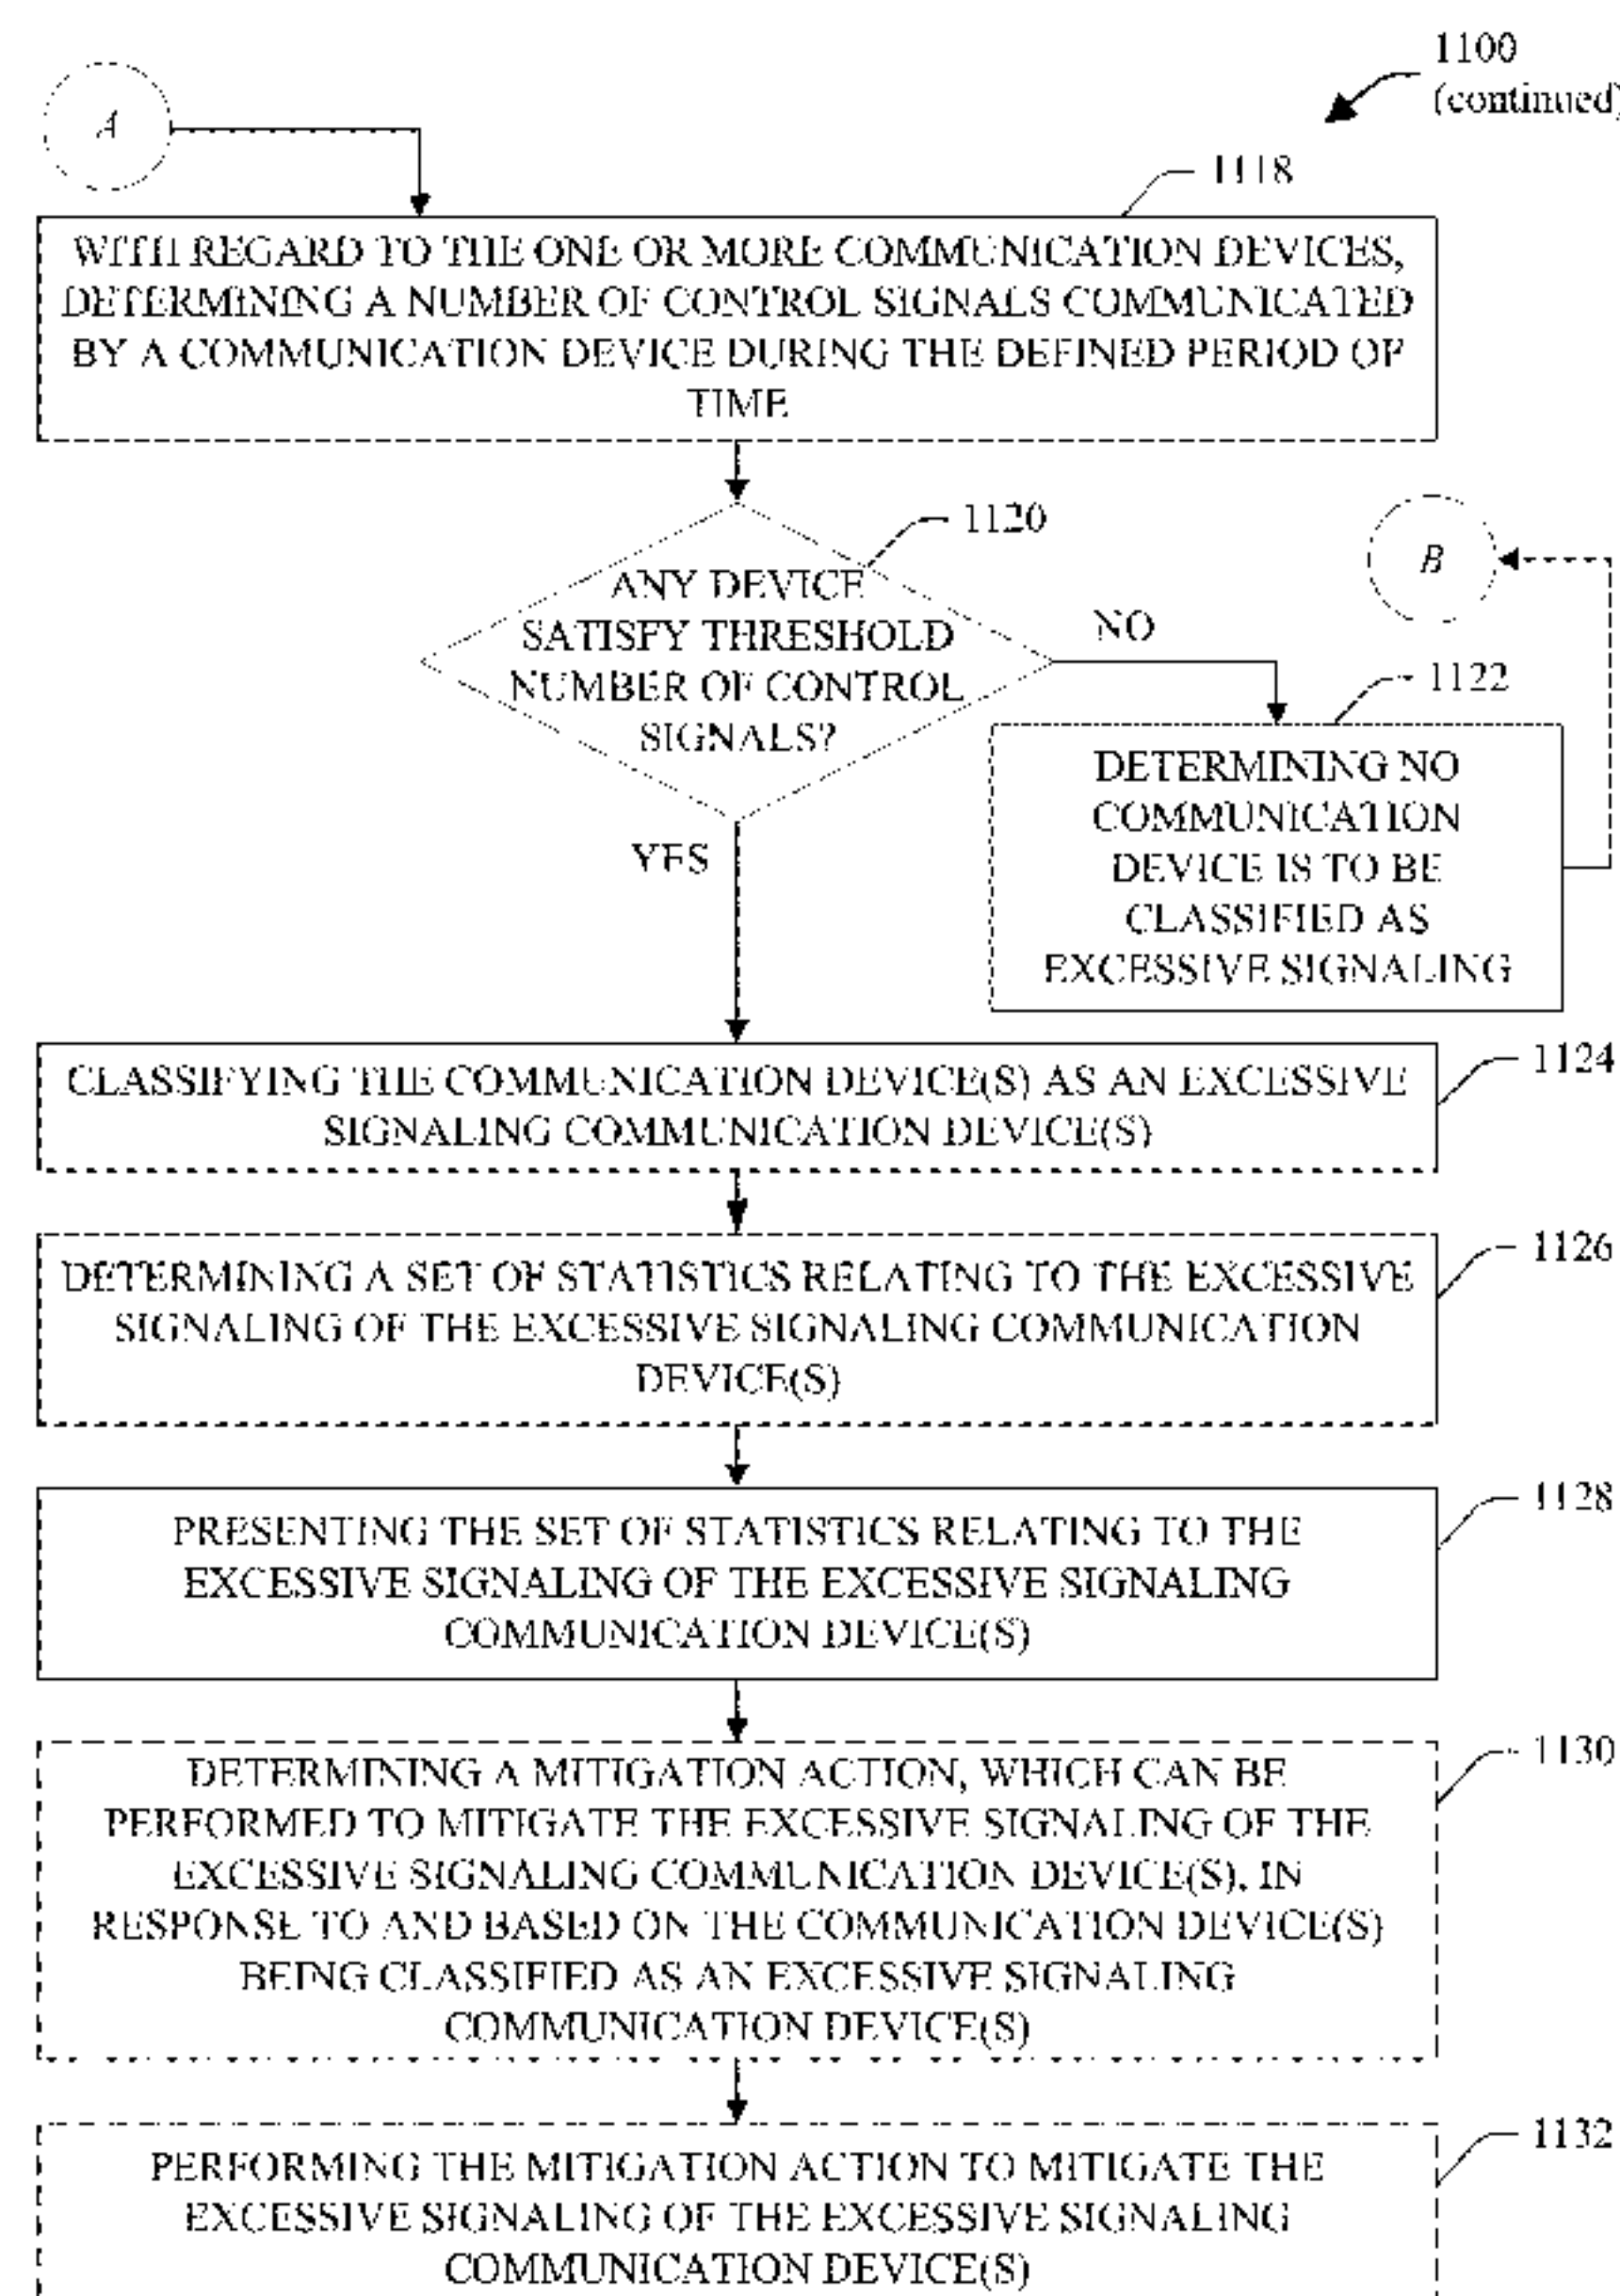 1100
(continued)
A
1118
WITH REGARD TO THE ONE OR MORE COMMUNICATION DEVICES,
DETERMINING A NUMBER OF CONTROL SIGNALS COMMUNICATED
BY A COMMUNICATION DEVICE DURING THE DEFINED PERIOD OF
TIME
1120
ANY DEVICE
SATISFY THRESHOLD
NUMBER OF CONTROL
SIGNALS?
B
NO
1122
DETERMINING NO
COMMUNICATION
DEVICE IS TO BE
CLASSIFIED AS
EXCESSIVE SIGNALING
YES
1124
CLASSIFYING THE COMMUNICATION DEVICE(S) AS AN EXCESSIVE
SIGNALING COMMUNICATION DEVICE(S)
1126
DETERMINING A SET OF STATISTICS RELATING TO THE EXCESSIVE
SIGNALING OF THE EXCESSIVE SIGNALING COMMUNICATION
DEVICE(S)
1128
PRESENTING THE SET OF STATISTICS RELATING TO THE
EXCESSIVE SIGNALING OF THE EXCESSIVE SIGNALING
COMMUNICATION DEVICE(S)
1130
DETERMINING A MITIGATION ACTION, WHICH CAN BE
PERFORMED TO MITIGATE THE EXCESSIVE SIGNALING OF THE
EXCESSIVE SIGNALING COMMUNICATION DEVICE(S), IN
RESPONSE TO AND BASED ON THE COMMUNICATION DEVICE(S)
BEING CLASSIFIED AS AN EXCESSIVE SIGNALING
COMMUNICATION DEVICE(S)
1132
PERFORMING THE MITIGATION ACTION TO MITIGATE THE
EXCESSIVE SIGNALING OF THE EXCESSIVE SIGNALING
COMMUNICATION DEVICE(S)